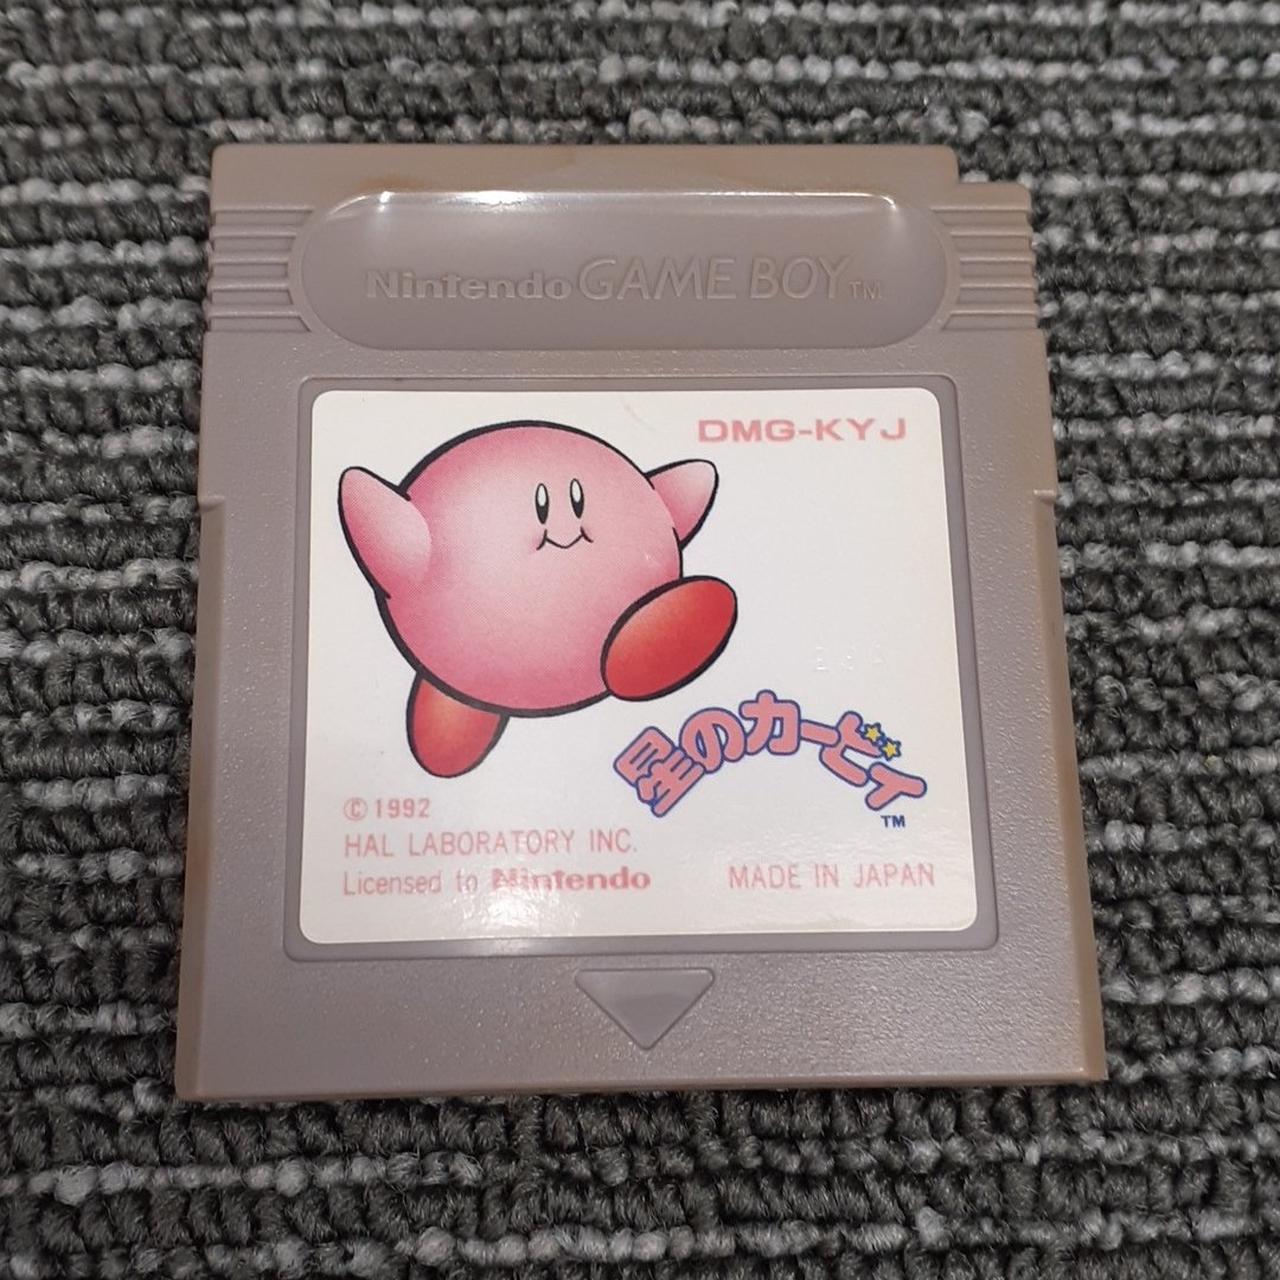 Nintendo GAME BOY™
DMG-KYJ
星のカービィ
™
©1992
HAL LABORATORY INC.
Licensed to Nintendo
MADE IN JAPAN